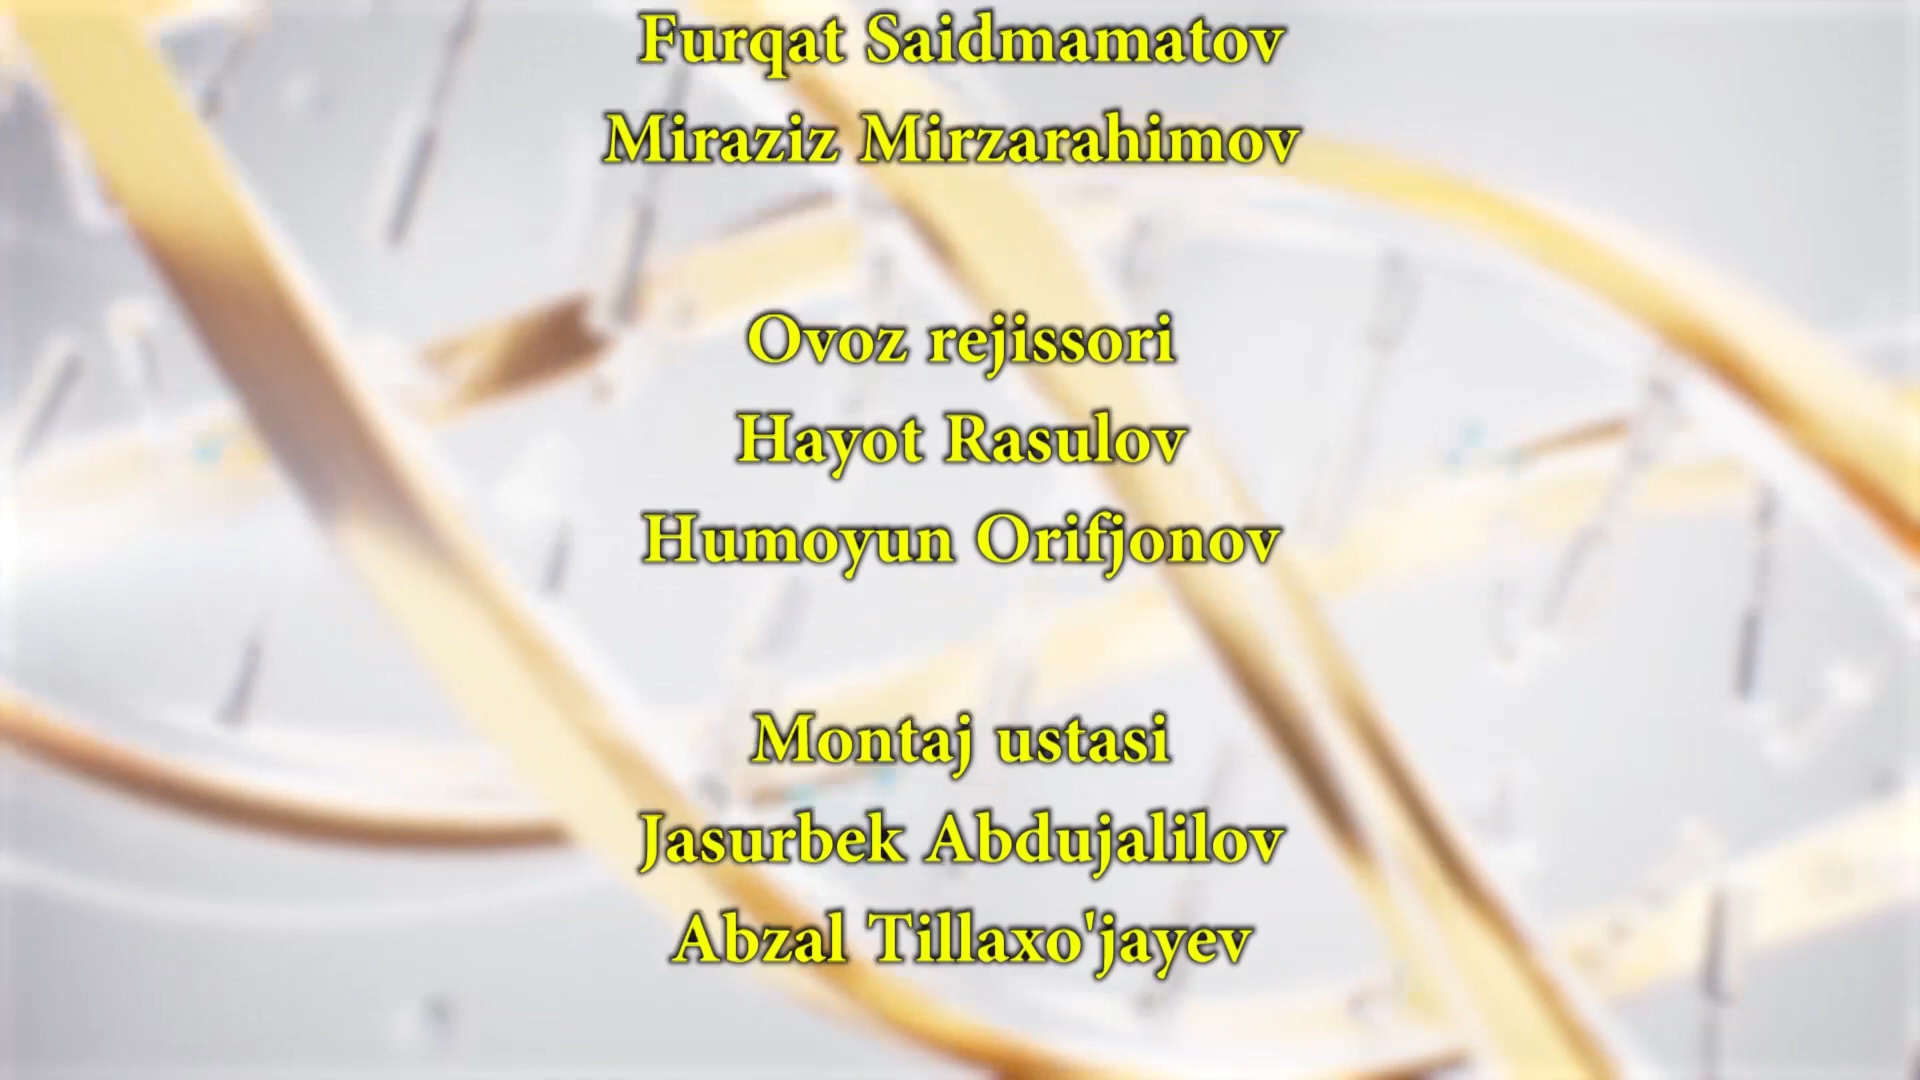 Furqat Saidmamatov
Miraziz Mirzarahimov
Ovoz rejissori
Hayot Rasulov
Humoyun Orifjonov
Montaj ustasi
Jasurbek Abdujalilov
Abzal Tillaxo'jayev